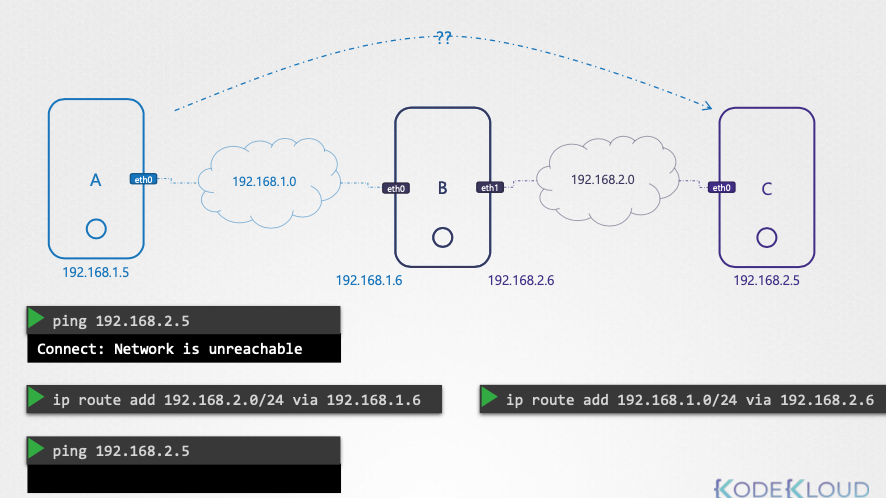 ??
A
eth0
192.168.1.0
eth0
B
eth1
192.168.2.0
eth0
C
192.168.1.5
192.168.1.6
192.168.2.6
192.168.2.5
ping 192.168.2.5
Connect: Network is unreachable
ip route add 192.168.2.0/24 via 192.168.1.6
ip route add 192.168.1.0/24 via 192.168.2.6
ping 192.168.2.5
KODEKLOUD